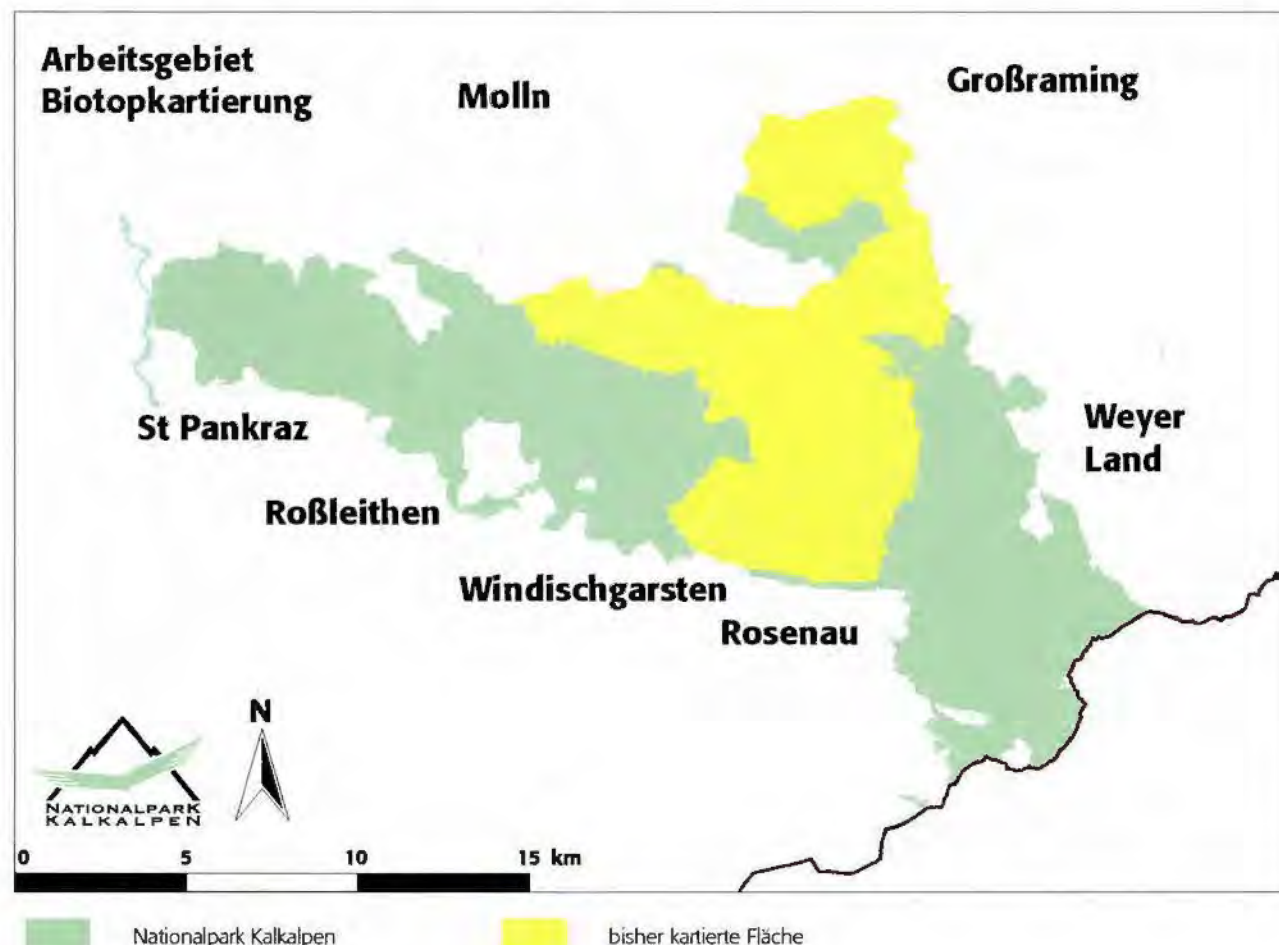 Arbeitsgebiet
Biotopkartierung
Molln
Großraming
St Pankraz
Weyer
Land
Roßleithen
Windischgarsten
Rosenau
N
NATIONALPARK
KALKALPEN
0 5 10 15 km
Nationalpark Kalkalpen bisher kartierte Fläche